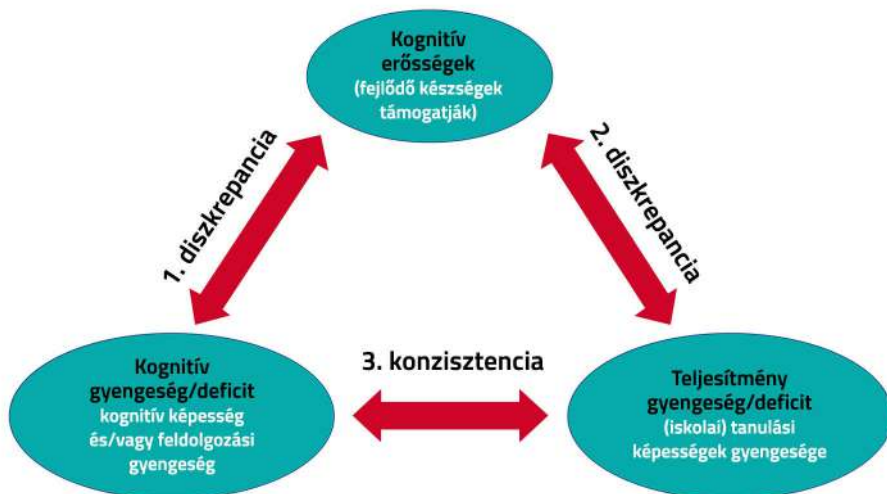 Kognitív
erősségek
(fejlődő készségek
támogatják)
1. diszkrepancia
2. diszkrepancia
Kognitív
gyengeség/deficit
kognitív képesség
és/vagy feldolgozási
gyengeség
3. konzisztencia
Teljesítmény
gyengeség/deficit
(iskolai) tanulási
képességek gyengesége